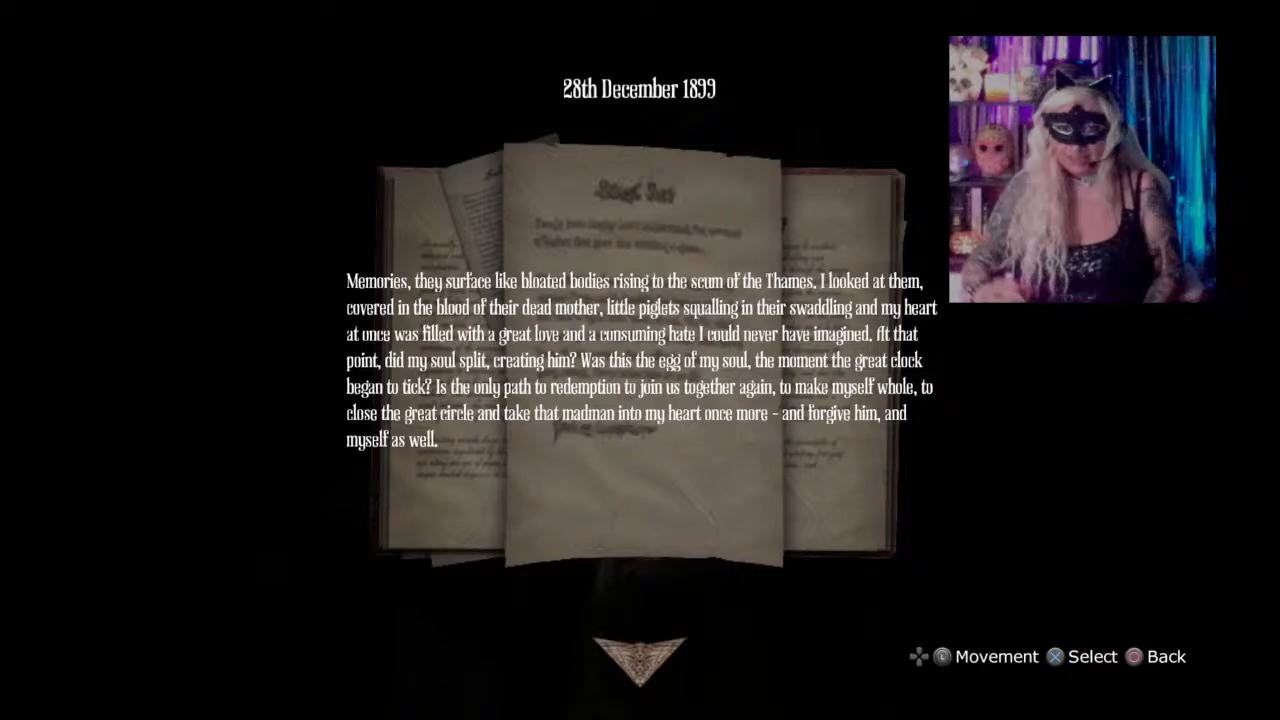 28th December 1899
Memories, they surface like bloated bodies rising to the scum of the Thames. I looked at them,
covered in the blood of their dead mother, little piglets squalling in their swaddling and my heart
at once was filled with a great love and a consuming hate I could never have imagined. At that
point, did my soul split, creating him? Was this the egg of my soul, the moment the great clock
began to tick? Is the only path to redemption to join us together again, to make myself whole, to
close the great circle and take that madman into my heart once more - and forgive him, and
myself as well.
Movement Select Back